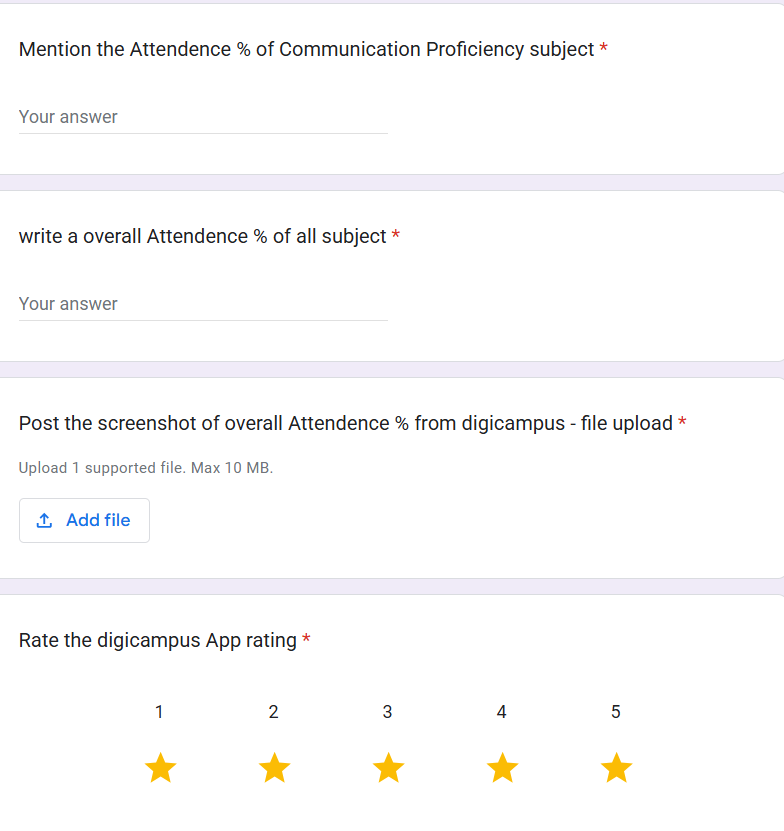 Mention the Attendence % of Communication Proficiency subject *
Your answer
write a overall Attendence % of all subject *
Your answer
Post the screenshot of overall Attendence % from digicampus - file upload *
Upload 1 supported file. Max 10 MB.
Add file
Rate the digicampus App rating *
1 2 3 4 5